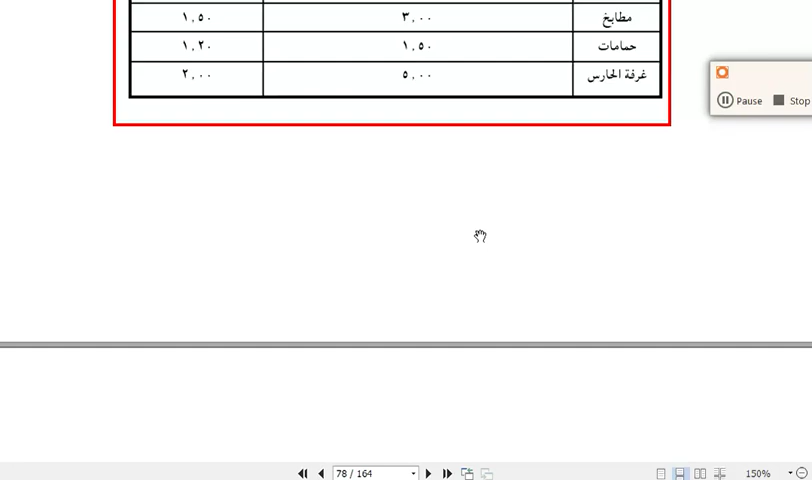 مطابخ ٣,٠٠ ١,٥٠
حمامات ١,٥٠ ١,٢٠
غرفة الحارس ٥,٠٠ ٢,٠٠
Pause Stop
78 / 164 150%